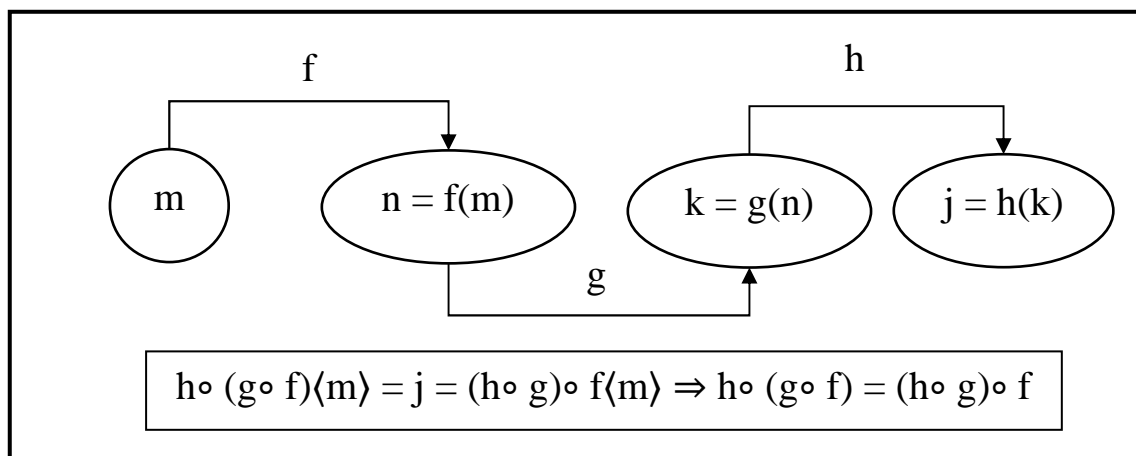 f
h
m
n = f(m)
k = g(n)
j = h(k)
g
h∘ (g∘ f)⟨m⟩ = j = (h∘ g)∘ f⟨m⟩ ⇒ h∘ (g∘ f) = (h∘ g)∘ f